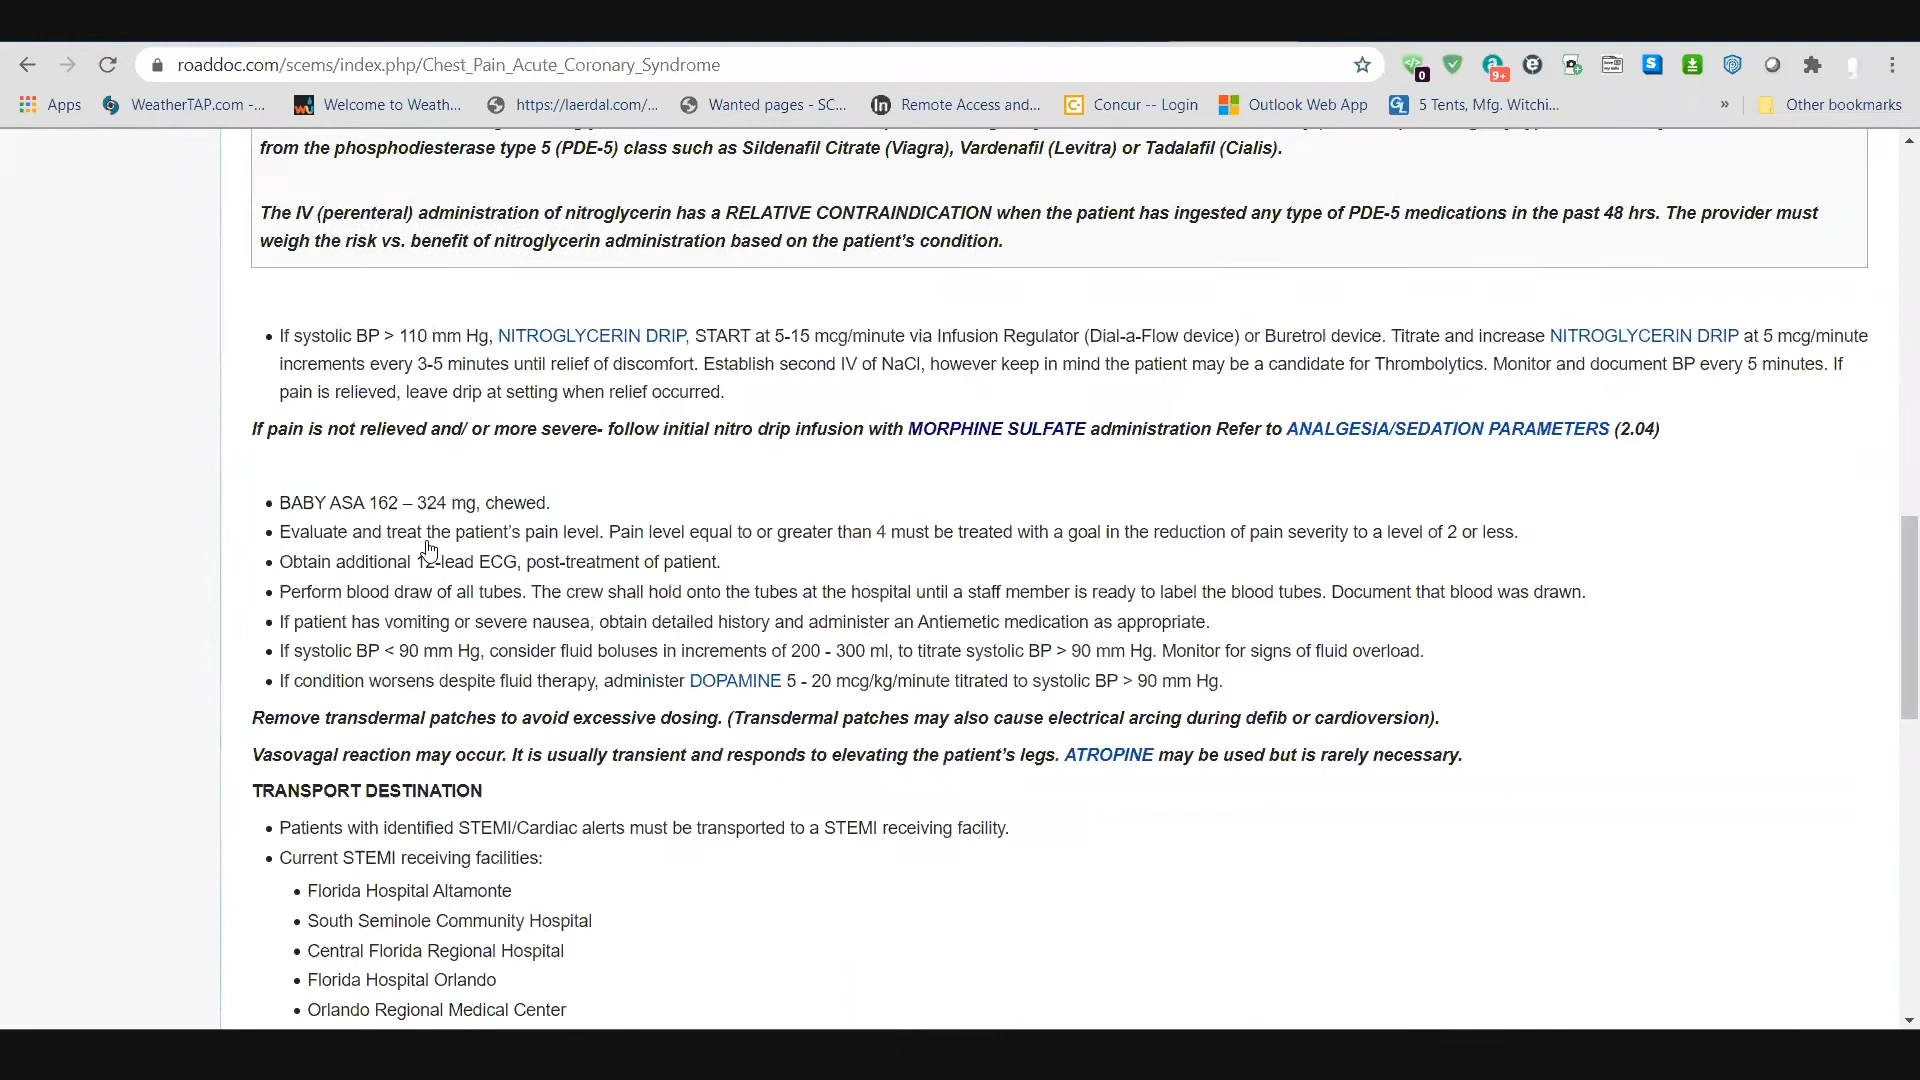 roaddoc.com/scems/index.php/Chest_Pain_Acute_Coronary_Syndrome
0 9+ S
Apps WeatherTAP.com -... Welcome to Weath... https://laerdal.com/... Wanted pages - SC... Remote Access and... Concur -- Login Outlook Web App 5 Tents, Mfg. Witchi... » Other bookmarks
from the phosphodiesterase type 5 (PDE-5) class such as Sildenafil Citrate (Viagra), Vardenafil (Levitra) or Tadalafil (Cialis).
The IV (perenteral) administration of nitroglycerin has a RELATIVE CONTRAINDICATION when the patient has ingested any type of PDE-5 medications in the past 48 hrs. The provider must
weigh the risk vs. benefit of nitroglycerin administration based on the patient's condition.
• If systolic BP > 110 mm Hg, NITROGLYCERIN DRIP, START at 5-15 mcg/minute via Infusion Regulator (Dial-a-Flow device) or Buretrol device. Titrate and increase NITROGLYCERIN DRIP at 5 mcg/minute
increments every 3-5 minutes until relief of discomfort. Establish second IV of NaCl, however keep in mind the patient may be a candidate for Thrombolytics. Monitor and document BP every 5 minutes. If
pain is relieved, leave drip at setting when relief occurred.
If pain is not relieved and/ or more severe- follow initial nitro drip infusion with MORPHINE SULFATE administration Refer to ANALGESIA/SEDATION PARAMETERS (2.04)
• BABY ASA 162 – 324 mg, chewed.
• Evaluate and treat the patient's pain level. Pain level equal to or greater than 4 must be treated with a goal in the reduction of pain severity to a level of 2 or less.
• Obtain additional 12-lead ECG, post-treatment of patient.
• Perform blood draw of all tubes. The crew shall hold onto the tubes at the hospital until a staff member is ready to label the blood tubes. Document that blood was drawn.
• If patient has vomiting or severe nausea, obtain detailed history and administer an Antiemetic medication as appropriate.
• If systolic BP < 90 mm Hg, consider fluid boluses in increments of 200 - 300 ml, to titrate systolic BP > 90 mm Hg. Monitor for signs of fluid overload.
• If condition worsens despite fluid therapy, administer DOPAMINE 5 - 20 mcg/kg/minute titrated to systolic BP > 90 mm Hg.
Remove transdermal patches to avoid excessive dosing. (Transdermal patches may also cause electrical arcing during defib or cardioversion).
Vasovagal reaction may occur. It is usually transient and responds to elevating the patient's legs. ATROPINE may be used but is rarely necessary.
TRANSPORT DESTINATION
• Patients with identified STEMI/Cardiac alerts must be transported to a STEMI receiving facility.
• Current STEMI receiving facilities:
• Florida Hospital Altamonte
• South Seminole Community Hospital
• Central Florida Regional Hospital
• Florida Hospital Orlando
• Orlando Regional Medical Center